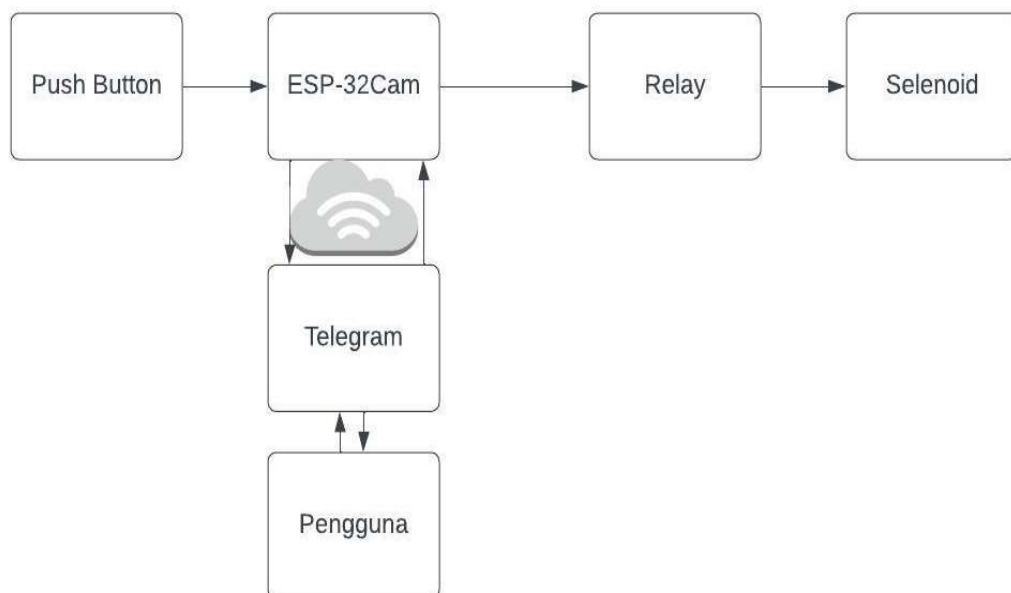 Push Button
ESP-32Cam
Relay
Selenoid
Telegram
Pengguna